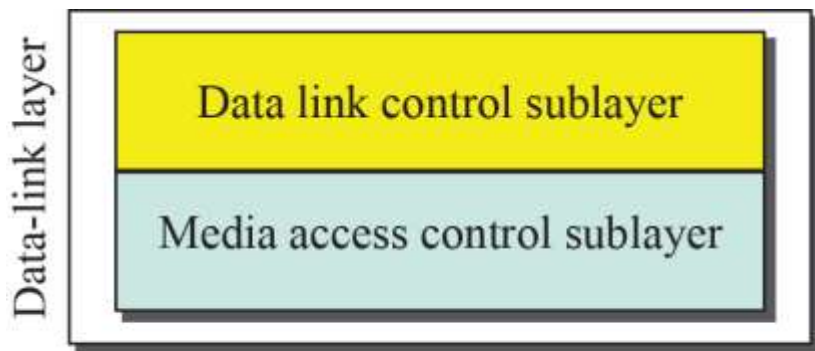 Data-link layer
Data link control sublayer
Media access control sublayer